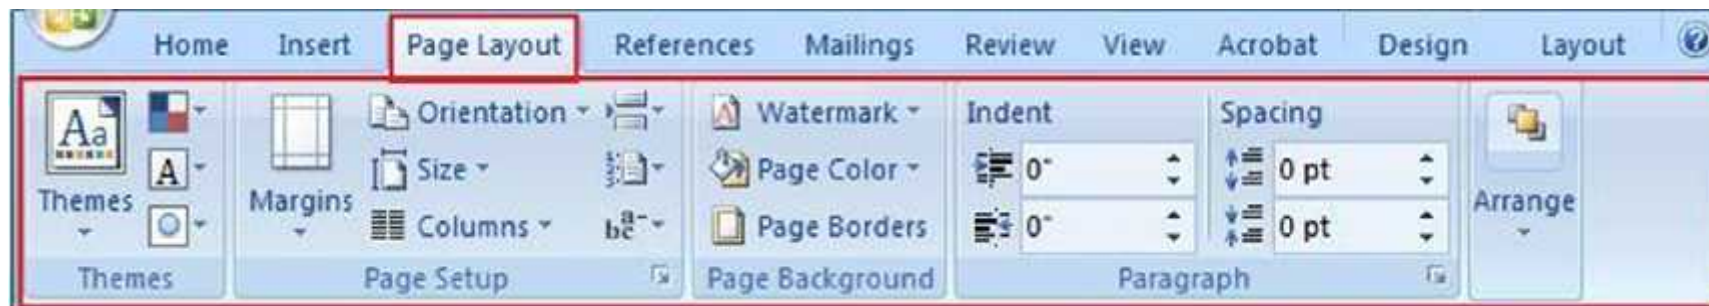 Home Insert Page Layout References Mailings Review View Acrobat Design Layout
Aa
A
Themes
Themes
Margins
Orientation
Size
Columns
Page Setup
Watermark
Page Color
Page Borders
Page Background
Indent
0"
0"
Spacing
0 pt
0 pt
Paragraph
Arrange